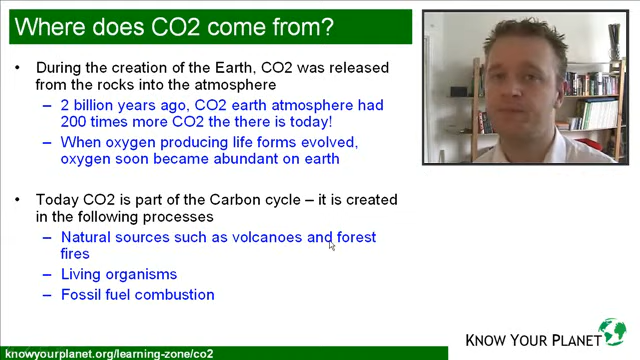 Where does CO2 come from?
• During the creation of the Earth, CO2 was released
from the rocks into the atmosphere
– 2 billion years ago, CO2 earth atmosphere had
200 times more CO2 the there is today!
– When oxygen producing life forms evolved,
oxygen soon became abundant on earth
• Today CO2 is part of the Carbon cycle – it is created
in the following processes
– Natural sources such as volcanoes and forest
fires
– Living organisms
– Fossil fuel combustion
KNOW YOUR PLANET
knowyourplanet.org/learning-zone/co2